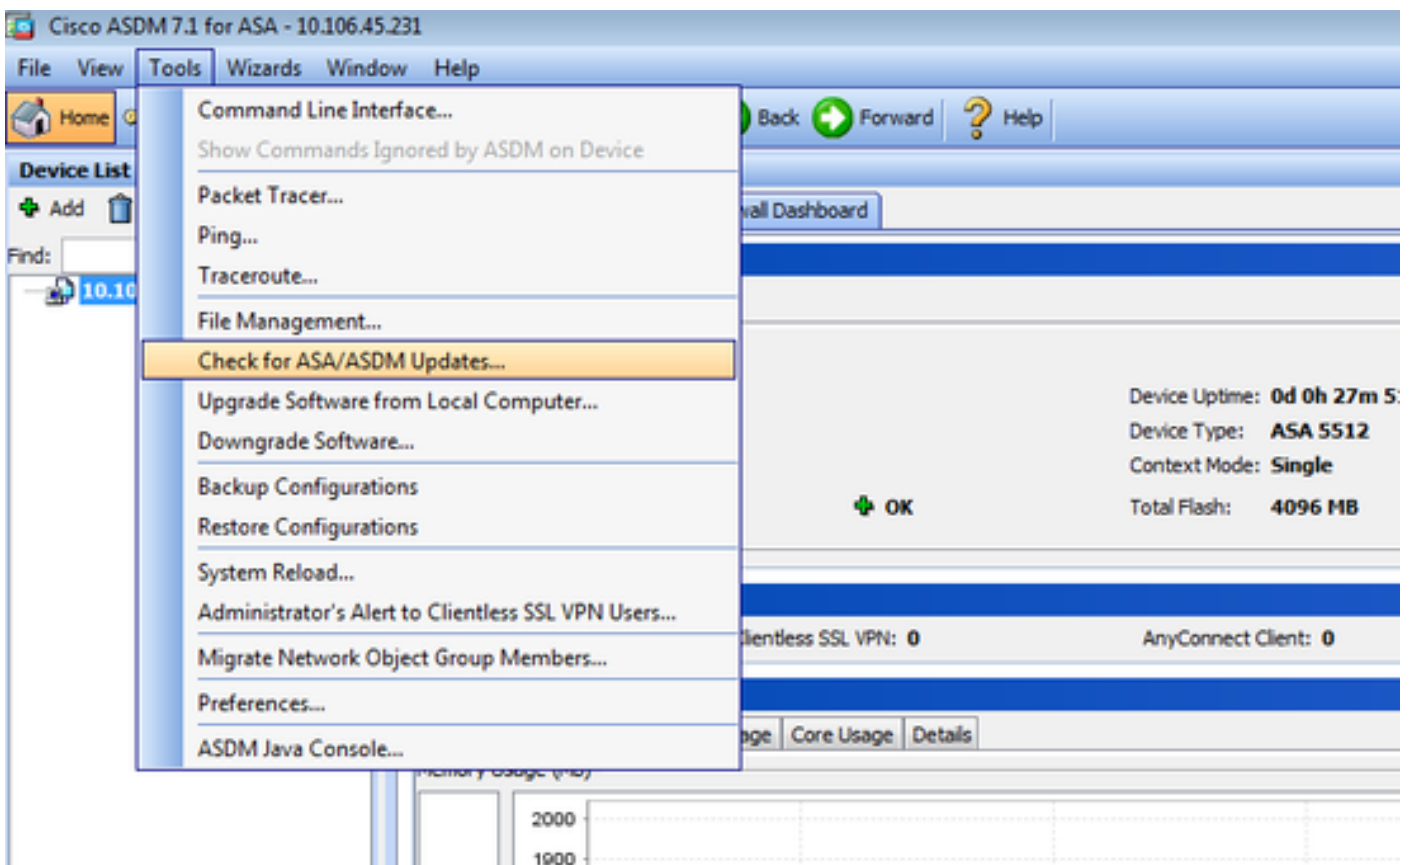 Cisco ASDM 7.1 for ASA - 10.106.45.231
File View Tools Wizards Window Help
Home Back Forward Help
Command Line Interface...
Show Commands Ignored by ASDM on Device
Device List
Packet Tracer...
Add
Dashboard
Ping...
Find:
Traceroute...
10.10
File Management...
Check for ASA/ASDM Updates...
Upgrade Software from Local Computer...
Device Uptime: 0d 0h 27m
Downgrade Software...
Device Type: ASA 5512
Context Mode: Single
Backup Configurations
OK
Total Flash: 4096 MB
Restore Configurations
System Reload...
Administrator's Alert to Clientless SSL VPN Users...
lientless SSL VPN: 0
AnyConnect Client: 0
Migrate Network Object Group Members...
Preferences...
Core Usage Details
ASDM Java Console...
Memory Usage (MB)
2000
1900